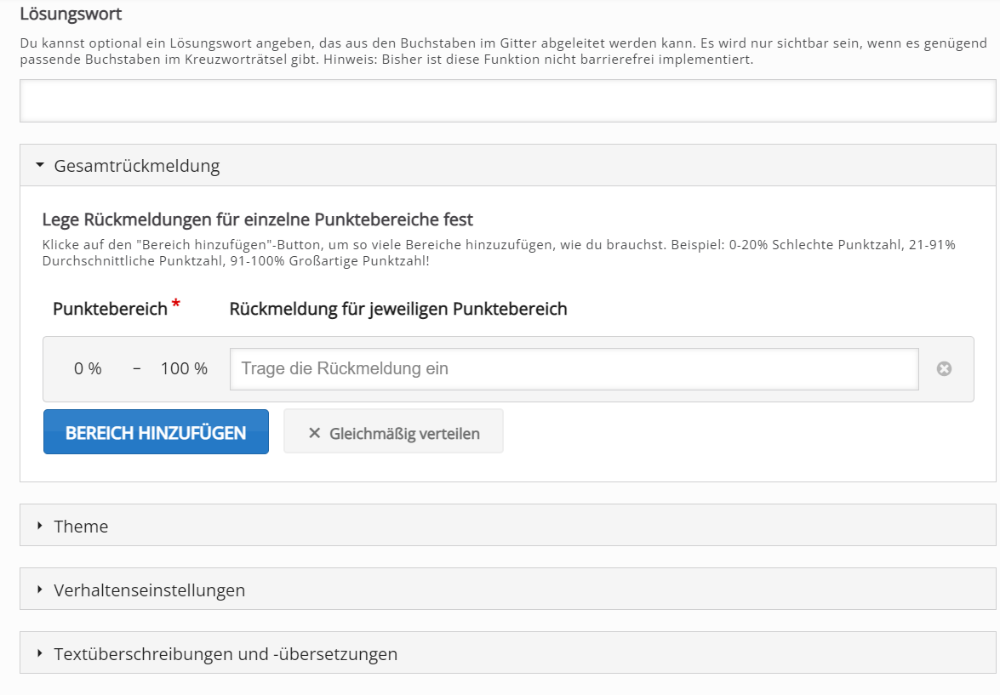 Lösungswort
Du kannst optional ein Lösungswort angeben, das aus den Buchstaben im Gitter abgeleitet werden kann. Es wird nur sichtbar sein, wenn es genügend
passende Buchstaben im Kreuzworträtsel gibt. Hinweis: Bisher ist diese Funktion nicht barrierefrei implementiert.
Gesamtrückmeldung
Lege Rückmeldungen für einzelne Punktebereiche fest
Klicke auf den "Bereich hinzufügen"-Button, um so viele Bereiche hinzuzufügen, wie du brauchst. Beispiel: 0-20% Schlechte Punktzahl, 21-91%
Durchschnittliche Punktzahl, 91-100% Großartige Punktzahl!
Punktebereich * Rückmeldung für jeweiligen Punktebereich
0 % – 100 % Trage die Rückmeldung ein
BEREICH HINZUFÜGEN Gleichmäßig verteilen
Theme
Verhaltenseinstellungen
Textüberschreibungen und -übersetzungen